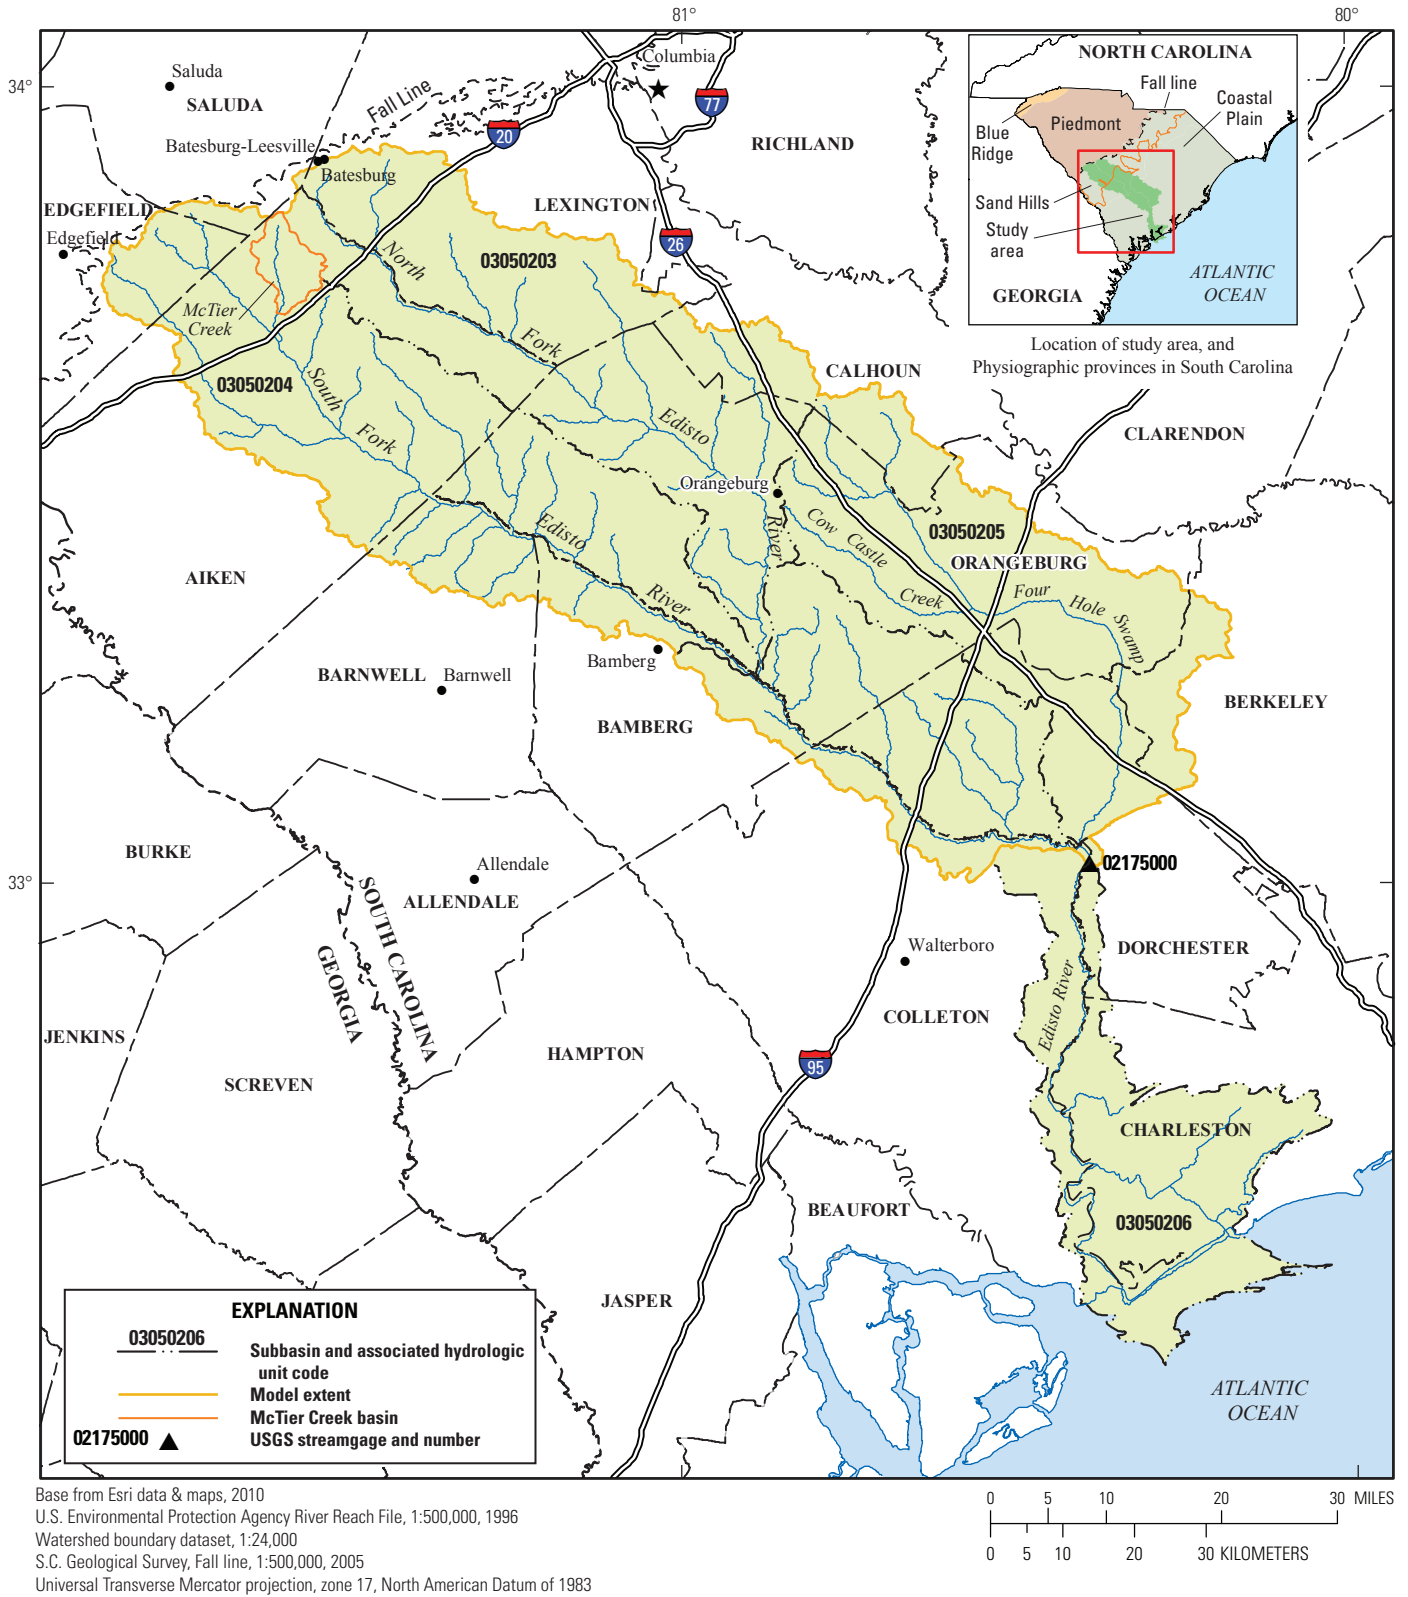 81°
80°
34°
33°
Saluda
SALUDA
Fall Line
Columbia
77
20
RICHLAND
Batesburg-Leesville
Batesburg
EDGEFIELD
Edgefield
LEXINGTON
26
North
03050203
McTier
Creek
Fork
03050204
South
Fork
Edisto
CALHOUN
CLARENDON
Orangeburg
River
Cow Castle
Creek
03050205
ORANGEBURG
Four Hole
Swamp
Edisto
River
AIKEN
Bamberg
BARNWELL
Barnwell
BAMBERG
BERKELEY
BURKE
Allendale
ALLENDALE
SOUTH CAROLINA
GEORGIA
02175000
Walterboro
DORCHESTER
COLLETON
Edisto River
JENKINS
SCREVEN
HAMPTON
95
CHARLESTON
BEAUFORT
03050206
JASPER
ATLANTIC
OCEAN
NORTH CAROLINA
Fall line
Coastal
Plain
Piedmont
Blue
Ridge
Sand Hills
Study
area
GEORGIA
ATLANTIC
OCEAN
Location of study area, and
Physiographic provinces in South Carolina
EXPLANATION
03050206
Subbasin and associated hydrologic
unit code
Model extent
McTier Creek basin
02175000
USGS streamgage and number
Base from Esri data & maps, 2010
U.S. Environmental Protection Agency River Reach File, 1:500,000, 1996
Watershed boundary dataset, 1:24,000
S.C. Geological Survey, Fall line, 1:500,000, 2005
Universal Transverse Mercator projection, zone 17, North American Datum of 1983
0 5 10 20 30 MILES
0 5 10 20 30 KILOMETERS